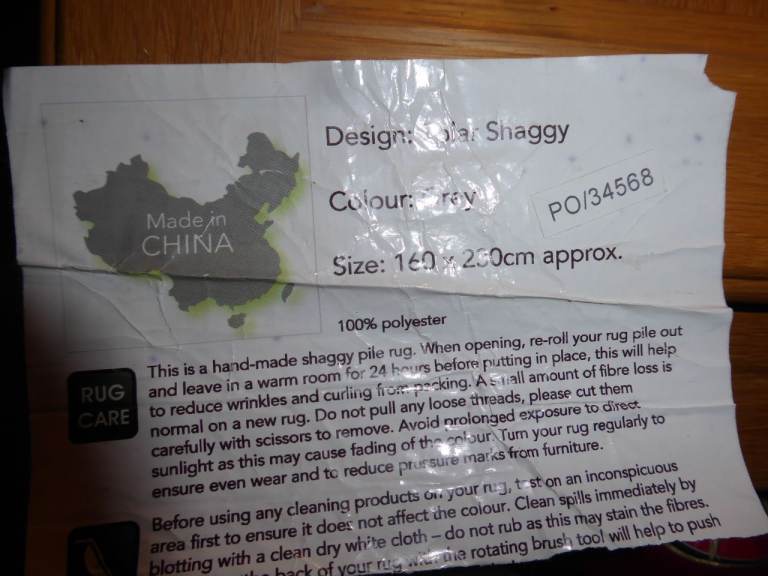 Made in
CHINA
Design: Shaggy
Colour: Grey
PO/34568
Size: 160 x 230cm approx.
100% polyester
RUG
CARE
This is a hand-made shaggy pile rug. When opening, re-roll your rug pile out
and leave in a warm room for 24 hours before putting in place, this will help
to reduce wrinkles and curling from packing. A small amount of fibre loss is
normal on a new rug. Do not pull any loose threads, please cut them
carefully with scissors to remove. Avoid prolonged exposure to direct
sunlight as this may cause fading of the colour. Turn your rug regularly to
ensure even wear and to reduce pressure marks from furniture.
Before using any cleaning products on your rug, test on an inconspicuous
area first to ensure it does not affect the colour. Clean spills immediately by
blotting with a clean dry white cloth – do not rub as this may stain the fibres.
the back of your rug with the rotating brush tool will help to push